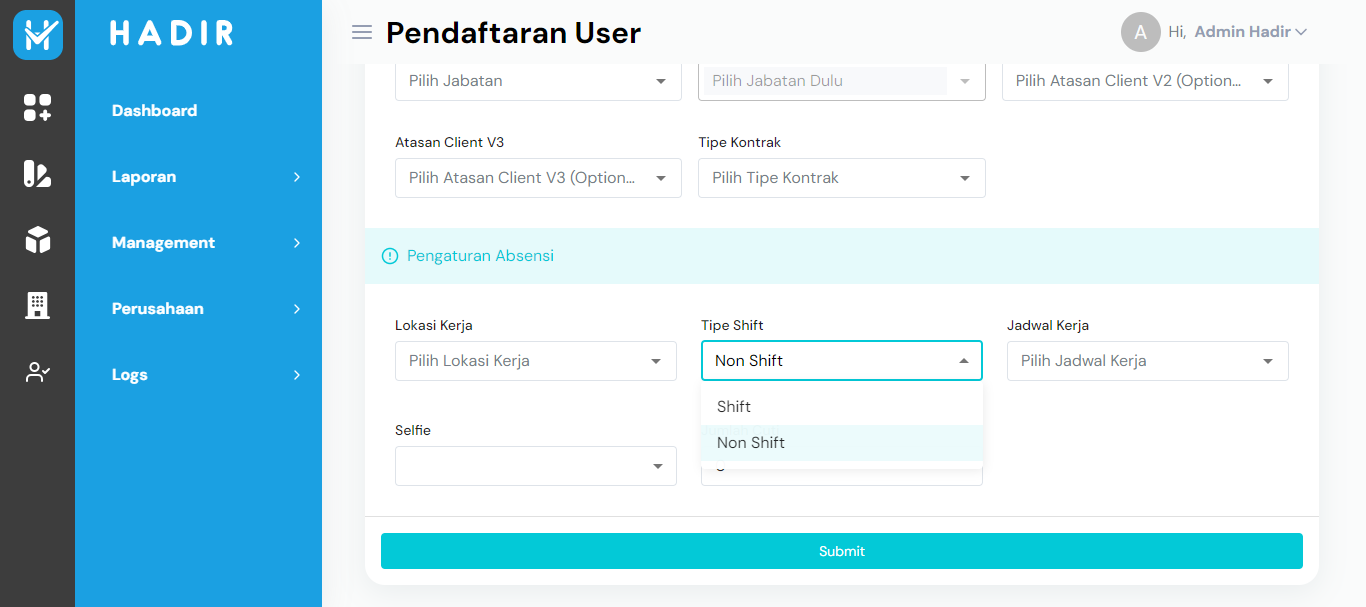 HADIR
Pendaftaran User
A
Hi, Admin Hadir
Dashboard
Laporan
Management
Perusahaan
Logs
Pilih Jabatan
Pilih Jabatan Dulu
Pilih Atasan Client V2 (Option...
Atasan Client V3
Tipe Kontrak
Pilih Atasan Client V3 (Option...
Pilih Tipe Kontrak
Pengaturan Absensi
Lokasi Kerja
Tipe Shift
Jadwal Kerja
Pilih Lokasi Kerja
Non Shift
Pilih Jadwal Kerja
Shift
Non Shift
Selfie
Submit